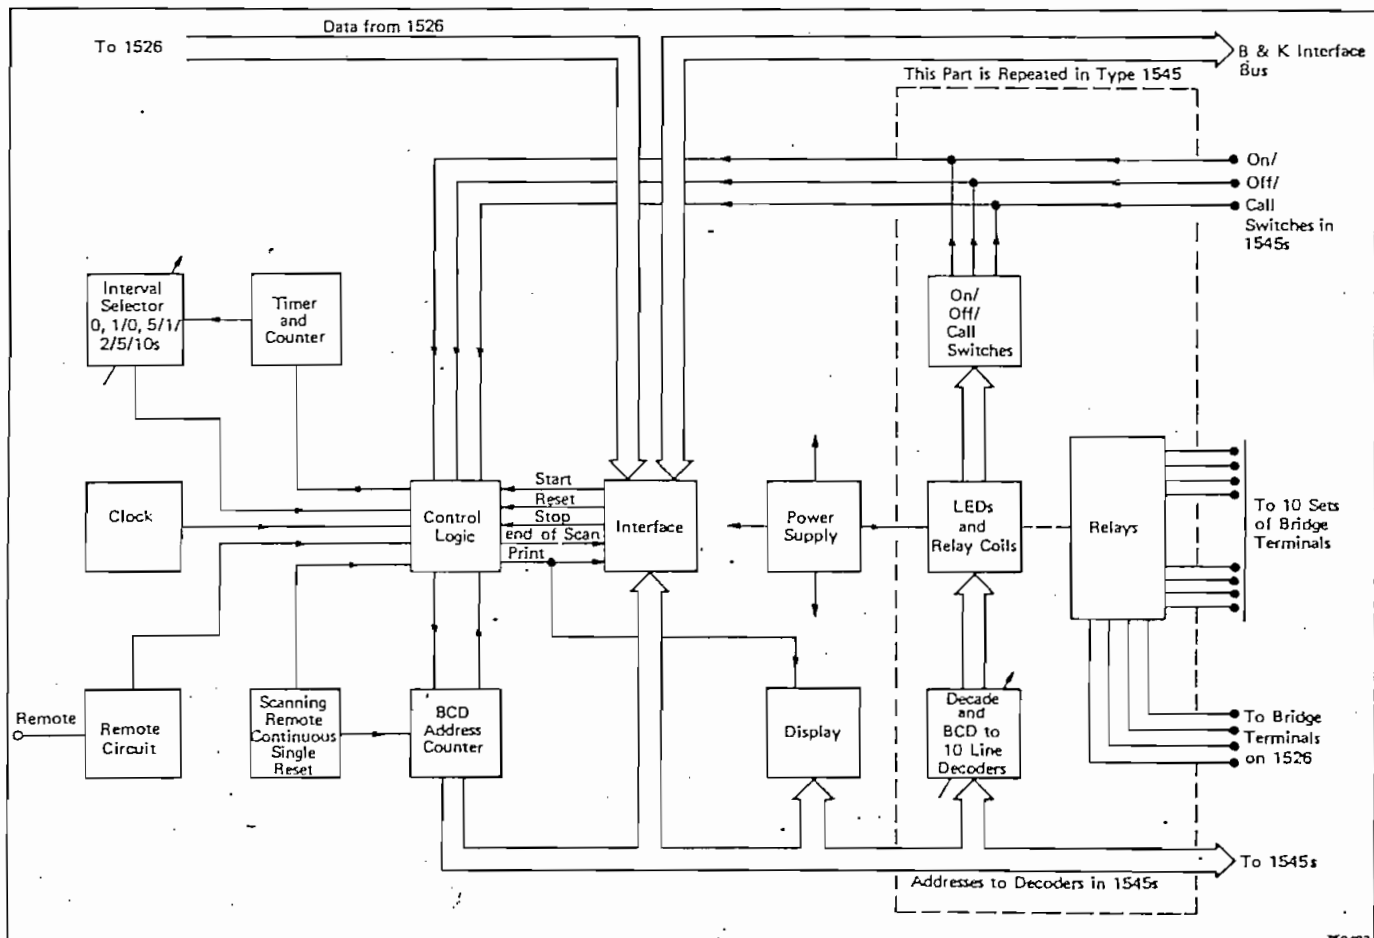 Data from 1526
To 1526
B & K Interface
Bus
This Part is Repeated in Type 1545
On/
Off/
Call
Switches in
1545s
Interval
Selector
0, 1/0, 5/1/
2/5/10s
Timer
and
Counter
On/
Off/
Call
Switches
Clock
Control
Logic
Start
Reset
Stop
end of Scan
Print
Interface
Power
Supply
LEDs
and
Relay Coils
Relays
To 10 Sets
of Bridge
Terminals
Remote
Remote
Circuit
Scanning
Remote
Continuous
Single
Reset
BCD
Address
Counter
Display
Decade
and
BCD to
10 Line
Decoders
To Bridge
Terminals
on 1526
To 1545s
Addresses to Decoders in 1545s